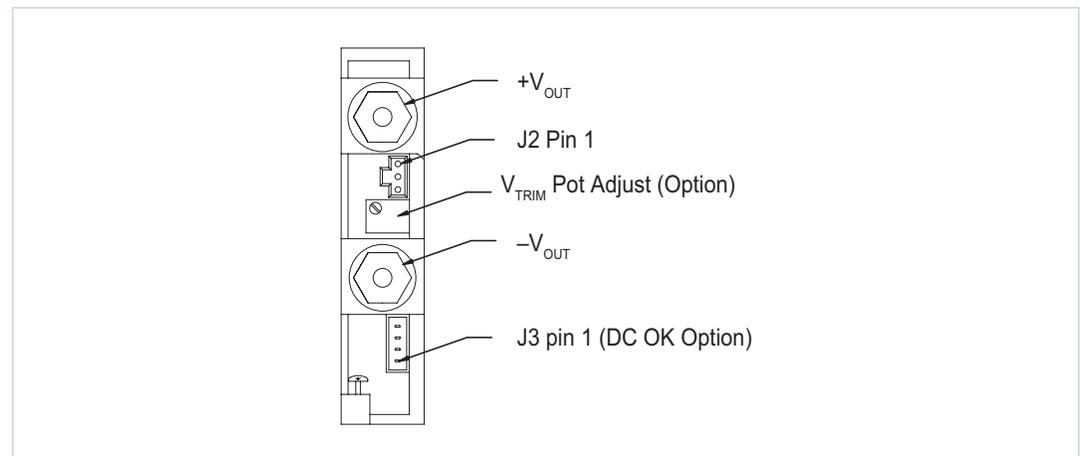 +VOUT
J2 Pin 1
VTRIM Pot Adjust (Option)
–VOUT
J3 pin 1 (DC OK Option)